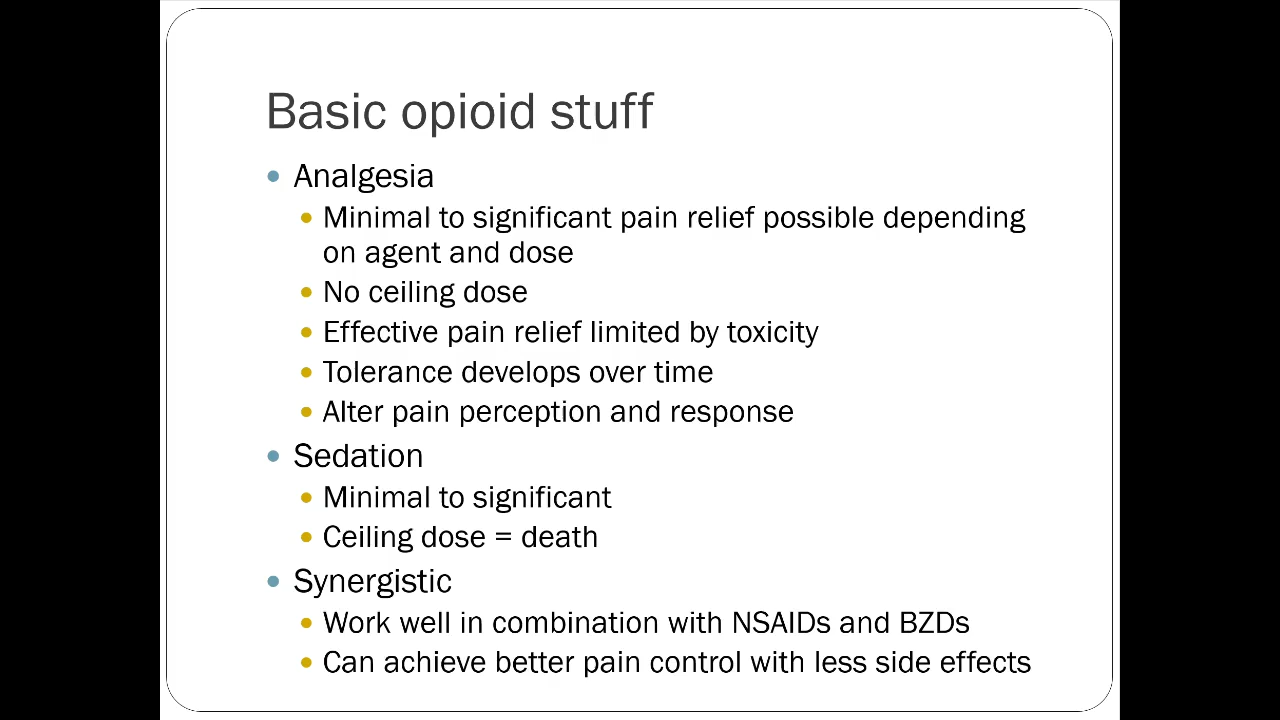 Basic opioid stuff
• Analgesia
• Minimal to significant pain relief possible depending
on agent and dose
• No ceiling dose
• Effective pain relief limited by toxicity
• Tolerance develops over time
• Alter pain perception and response
• Sedation
• Minimal to significant
• Ceiling dose = death
• Synergistic
• Work well in combination with NSAIDs and BZDs
• Can achieve better pain control with less side effects